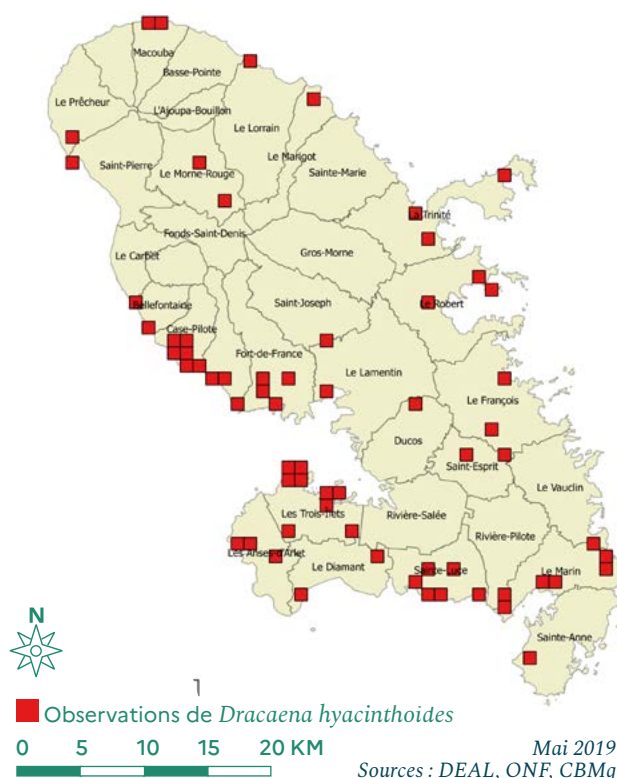 Macouba
Basse-Pointe
Le Prêcheur
L'Ajoupa-Bouillon
Le Lorrain
Le Marigot
Saint-Pierre
Le Morne-Rouge
Sainte-Marie
La Trinité
Fonds-Saint-Denis
Le Carbet
Gros-Morne
Bellefontaine
Saint-Joseph
Le Robert
Case-Pilote
Fort-de-France
Le Lamentin
Le François
Ducos
Saint-Esprit
Le Vauclin
Les Trois-Ilets
Rivière-Salée
Rivière-Pilote
Les Anses-d'Arlet
Le Diamant
Sainte-Luce
Le Marin
Sainte-Anne
N
Observations de Dracaena hyacinthoides
0 5 10 15 20 KM
Mai 2019
Sources : DEAL, ONF, CBMq